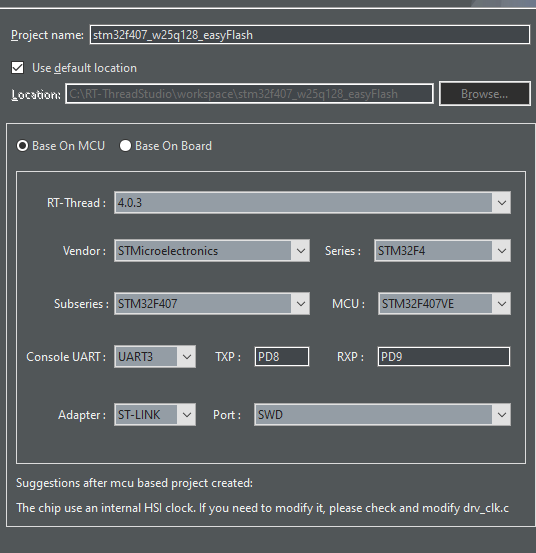 Project name: stm32f407_w25q128_easyFlash
Use default location
Location: C:\RT-ThreadStudio\workspace\stm32f407_w25q128_easyFlash Browse...
Base On MCU Base On Board
RT-Thread : 4.0.3
Vendor : STMicroelectronics Series : STM32F4
Subseries : STM32F407 MCU : STM32F407VE
Console UART : UART3 TXP : PD8 RXP : PD9
Adapter : ST-LINK Port : SWD
Suggestions after mcu based project created:
The chip use an internal HSI clock. If you need to modify it, please check and modify drv_clk.c